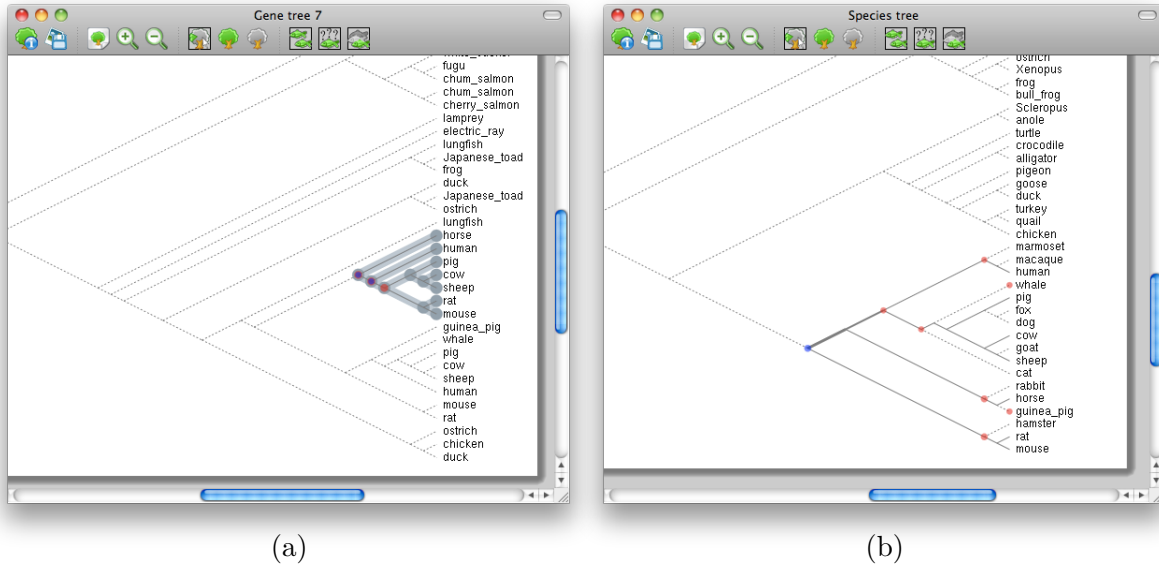 Gene tree 7
fugu
chum_salmon
chum_salmon
cherry_salmon
lamprey
electric_ray
lungfish
Japanese_toad
frog
duck
Japanese_toad
ostrich
lungfish
horse
human
pig
cow
sheep
rat
mouse
guinea_pig
whale
pig
cow
sheep
human
mouse
rat
ostrich
chicken
duck
(a)
Species tree
ostrich
Xenopus
frog
bull_frog
Scleropus
anole
turtle
crocodile
alligator
pigeon
goose
duck
turkey
quail
chicken
marmoset
macaque
human
whale
pig
fox
dog
cow
goat
sheep
cat
rabbit
horse
guinea_pig
hamster
rat
mouse
(b)